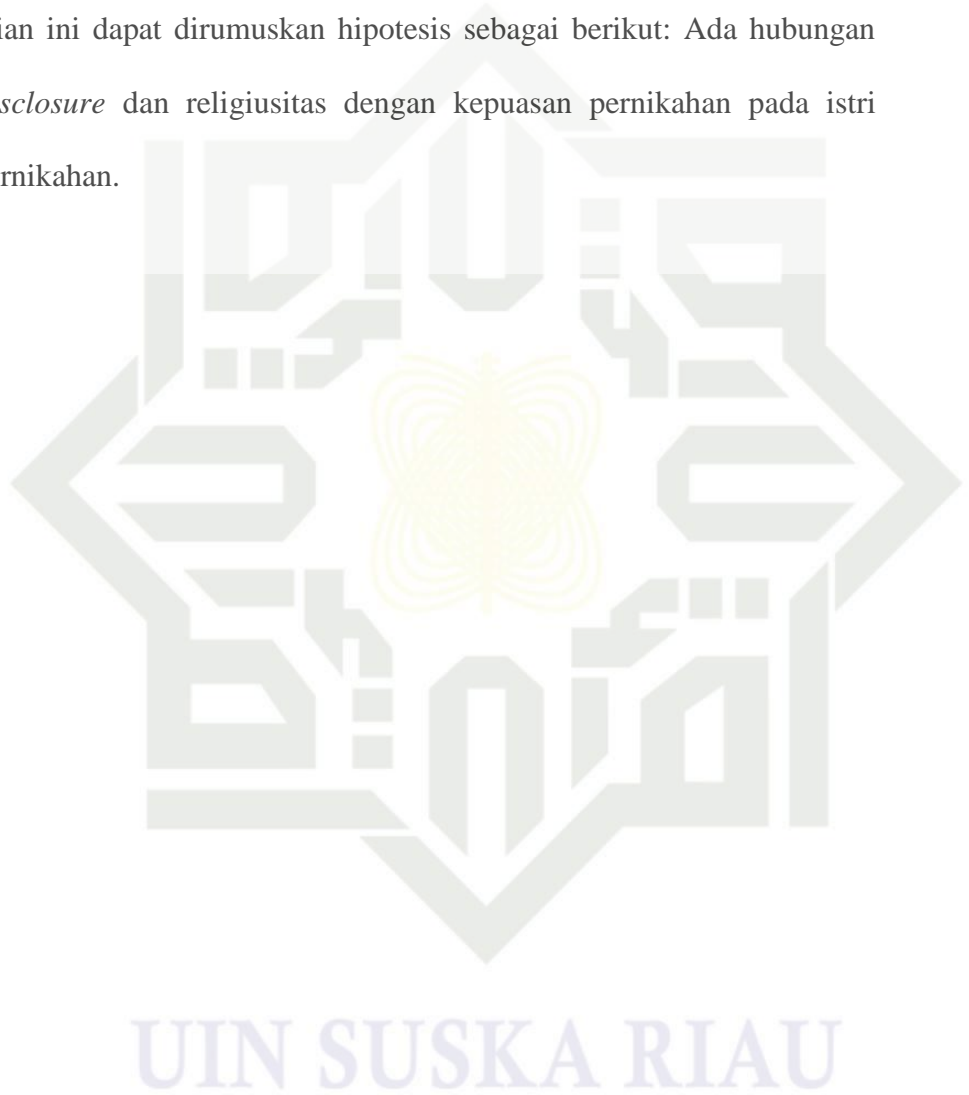 ian ini dapat dirumuskan hipotesis sebagai berikut: Ada hubungan
sclosure dan religiusitas dengan kepuasan pernikahan pada istri
rnikahan.
UIN SUSKA RIAU